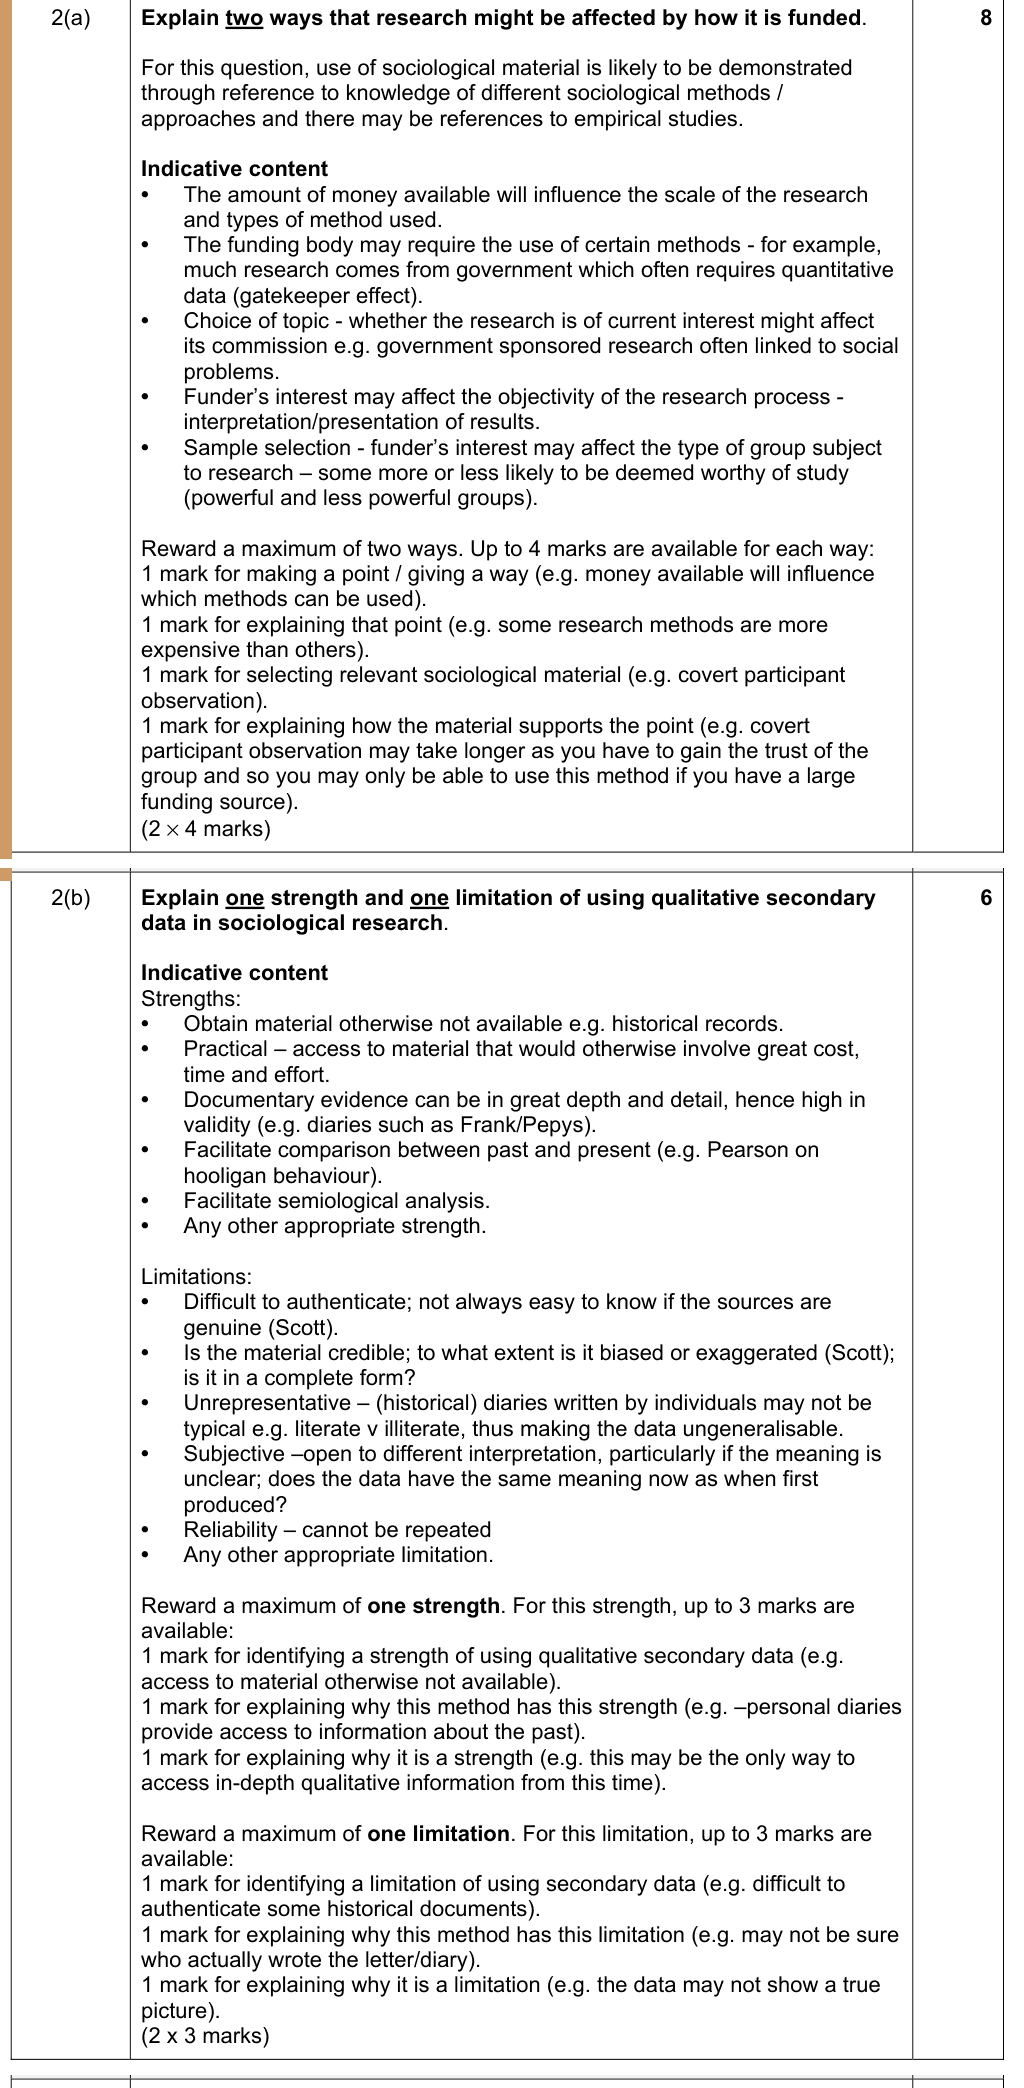 2(a)
Explain two ways that research might be affected by how it is funded.
8
For this question, use of sociological material is likely to be demonstrated
through reference to knowledge of different sociological methods /
approaches and there may be references to empirical studies.
Indicative content
• The amount of money available will influence the scale of the research
and types of method used.
• The funding body may require the use of certain methods - for example,
much research comes from government which often requires quantitative
data (gatekeeper effect).
• Choice of topic - whether the research is of current interest might affect
its commission e.g. government sponsored research often linked to social
problems.
• Funder's interest may affect the objectivity of the research process -
interpretation/presentation of results.
• Sample selection - funder's interest may affect the type of group subject
to research – some more or less likely to be deemed worthy of study
(powerful and less powerful groups).
Reward a maximum of two ways. Up to 4 marks are available for each way:
1 mark for making a point / giving a way (e.g. money available will influence
which methods can be used).
1 mark for explaining that point (e.g. some research methods are more
expensive than others).
1 mark for selecting relevant sociological material (e.g. covert participant
observation).
1 mark for explaining how the material supports the point (e.g. covert
participant observation may take longer as you have to gain the trust of the
group and so you may only be able to use this method if you have a large
funding source).
(2 × 4 marks)
2(b)
Explain one strength and one limitation of using qualitative secondary
6
data in sociological research.
Indicative content
Strengths:
• Obtain material otherwise not available e.g. historical records.
• Practical – access to material that would otherwise involve great cost,
time and effort.
• Documentary evidence can be in great depth and detail, hence high in
validity (e.g. diaries such as Frank/Pepys).
• Facilitate comparison between past and present (e.g. Pearson on
hooligan behaviour).
• Facilitate semiological analysis.
• Any other appropriate strength.
Limitations:
• Difficult to authenticate; not always easy to know if the sources are
genuine (Scott).
• Is the material credible; to what extent is it biased or exaggerated (Scott);
is it in a complete form?
• Unrepresentative – (historical) diaries written by individuals may not be
typical e.g. literate v illiterate, thus making the data ungeneralisable.
• Subjective –open to different interpretation, particularly if the meaning is
unclear; does the data have the same meaning now as when first
produced?
• Reliability – cannot be repeated
• Any other appropriate limitation.
Reward a maximum of one strength. For this strength, up to 3 marks are
available:
1 mark for identifying a strength of using qualitative secondary data (e.g.
access to material otherwise not available).
1 mark for explaining why this method has this strength (e.g. –personal diaries
provide access to information about the past).
1 mark for explaining why it is a strength (e.g. this may be the only way to
access in-depth qualitative information from this time).
Reward a maximum of one limitation. For this limitation, up to 3 marks are
available:
1 mark for identifying a limitation of using secondary data (e.g. difficult to
authenticate some historical documents).
1 mark for explaining why this method has this limitation (e.g. may not be sure
who actually wrote the letter/diary).
1 mark for explaining why it is a limitation (e.g. the data may not show a true
picture).
(2 x 3 marks)